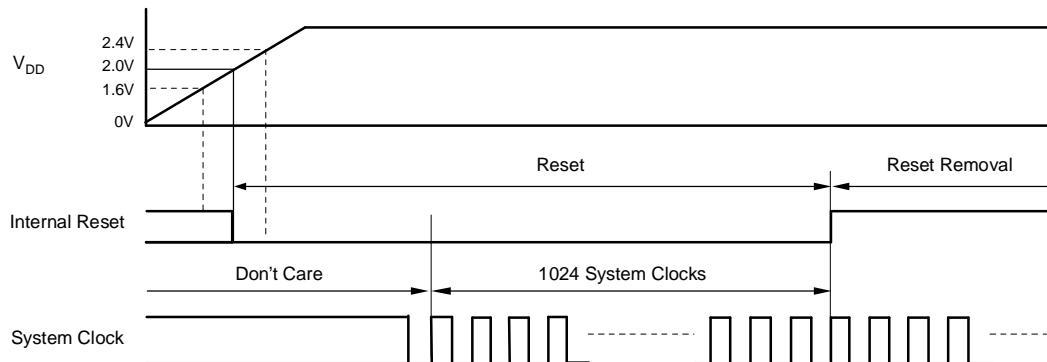 2.4V
V_DD
2.0V
1.6V
0V
Reset
Reset Removal
Internal Reset
Don't Care
1024 System Clocks
System Clock